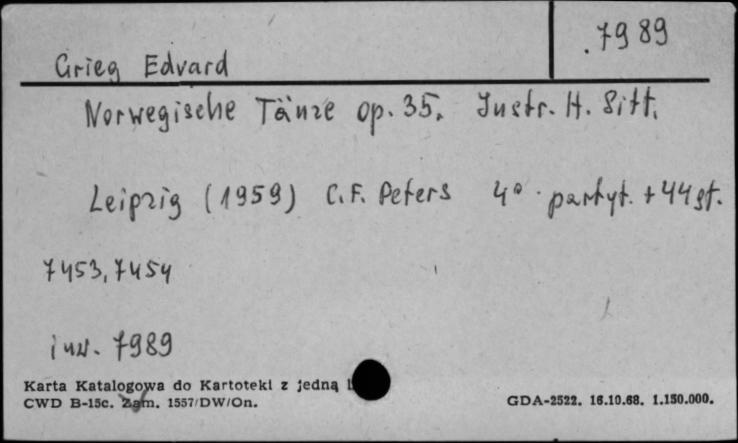 .7989
Grieg Edvard
Norwegische Tänze op. 35. Instr. H. Sitt.
Leipzig (1959) C.F. Peters 4° partyt. + 44 gł.
7453, 7454
inw. 7989
Karta Katalogowa do Kartoteki z jedną
CWD B-15c. Zam. 1557/DW/On.
GDA-2522. 16.10.68. 1.150.000.